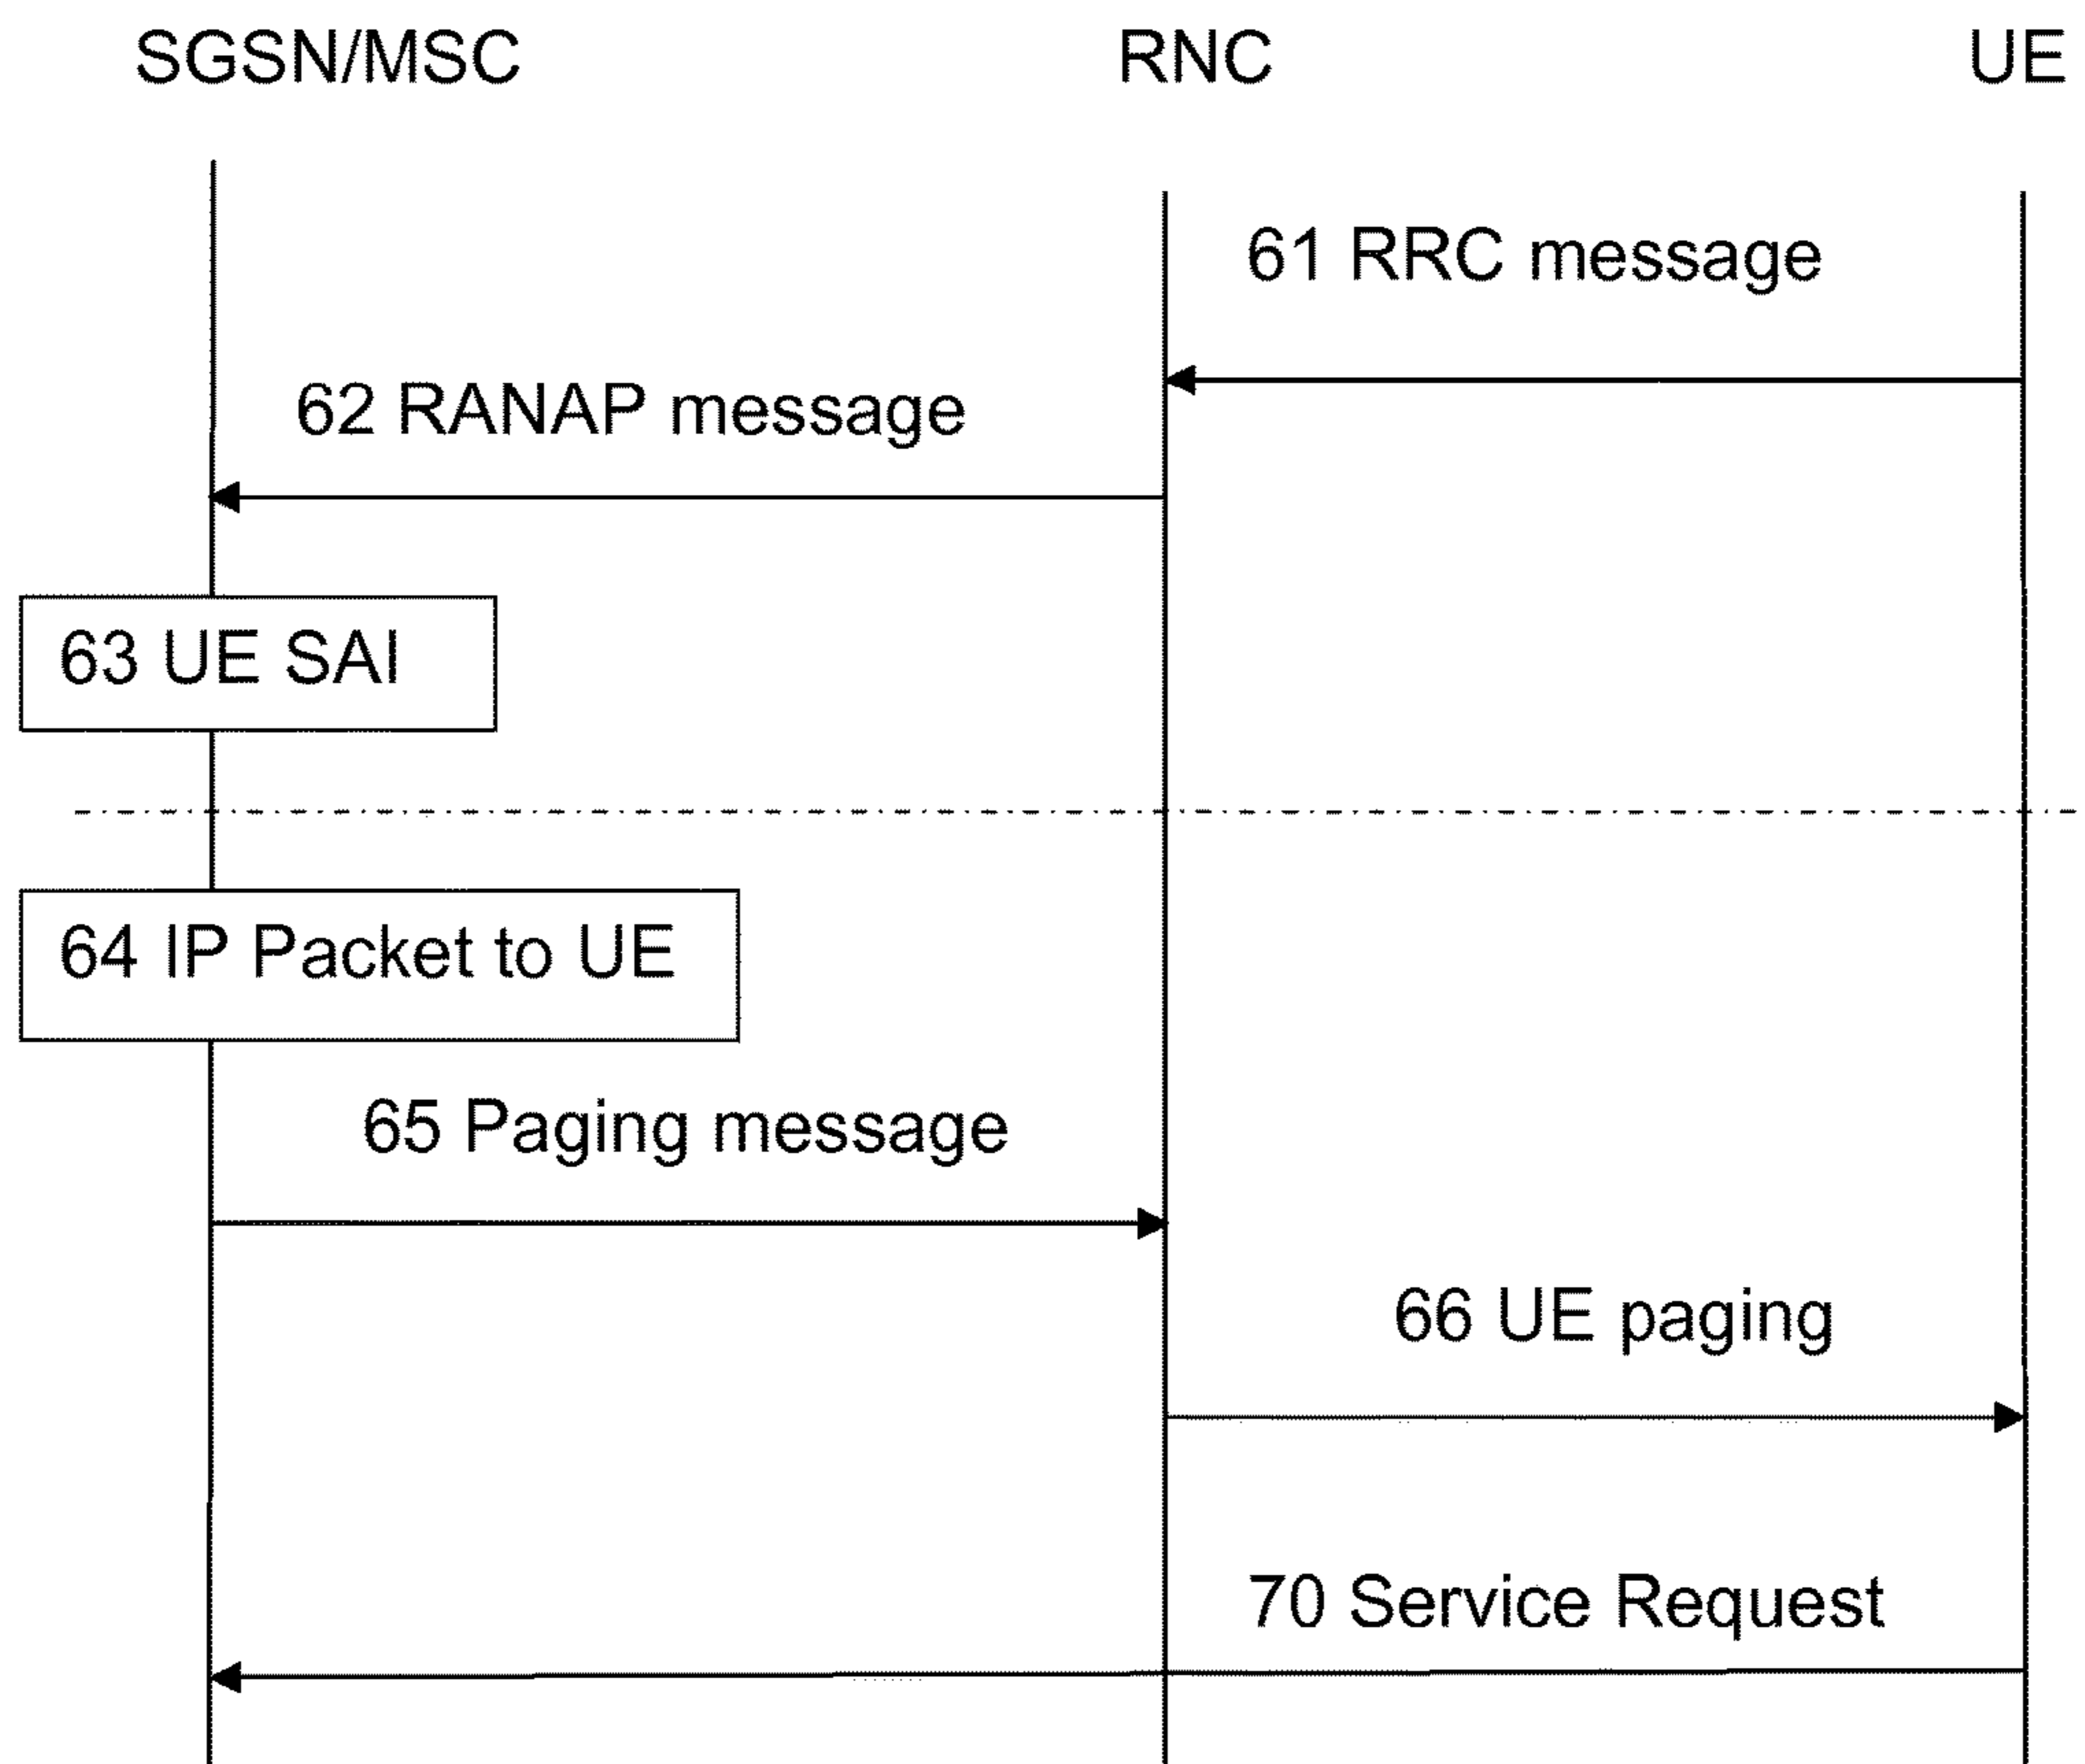 SGSN/MSC RNC UE
61 RRC message
62 RANAP message
63 UE SAI
64 IP Packet to UE
65 Paging message
66 UE paging
70 Service Request